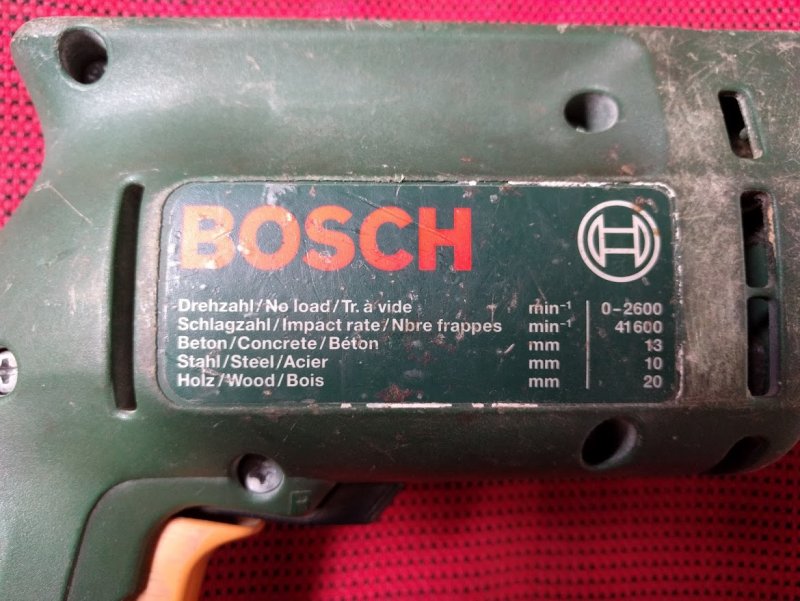 BOSCH
Drehzahl/No load/Tr. à vide min⁻¹ 0-2600
Schlagzahl/Impact rate/Nbre frappes min⁻¹ 41600
Beton/Concrete/Béton mm 13
Stahl/Steel/Acier mm 10
Holz/Wood/Bois mm 20